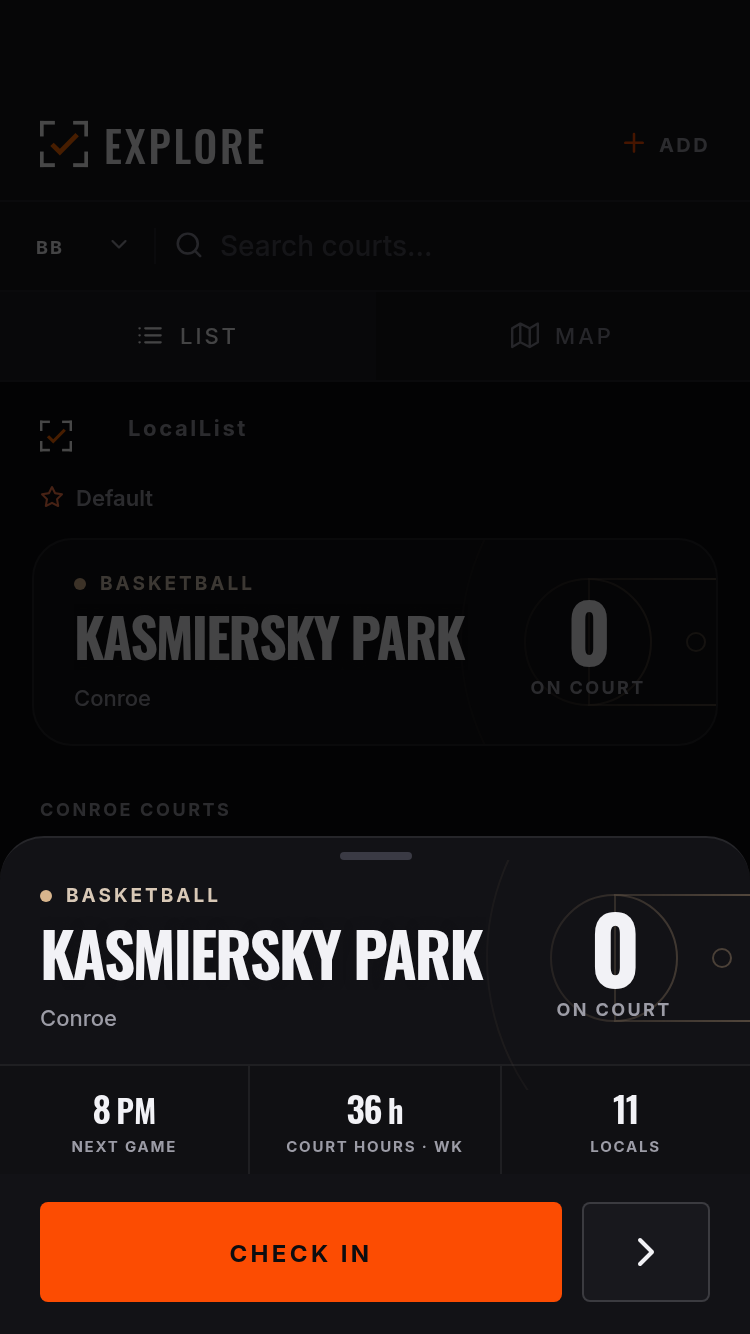 EXPLORE
ADD
BB
Search courts...
LIST
MAP
LocalList
Default
BASKETBALL
KASMIERSKY PARK
Conroe
0
ON COURT
CONROE COURTS
BASKETBALL
KASMIERSKY PARK
Conroe
0
ON COURT
8 PM
NEXT GAME
36 h
COURT HOURS · WK
11
LOCALS
CHECK IN